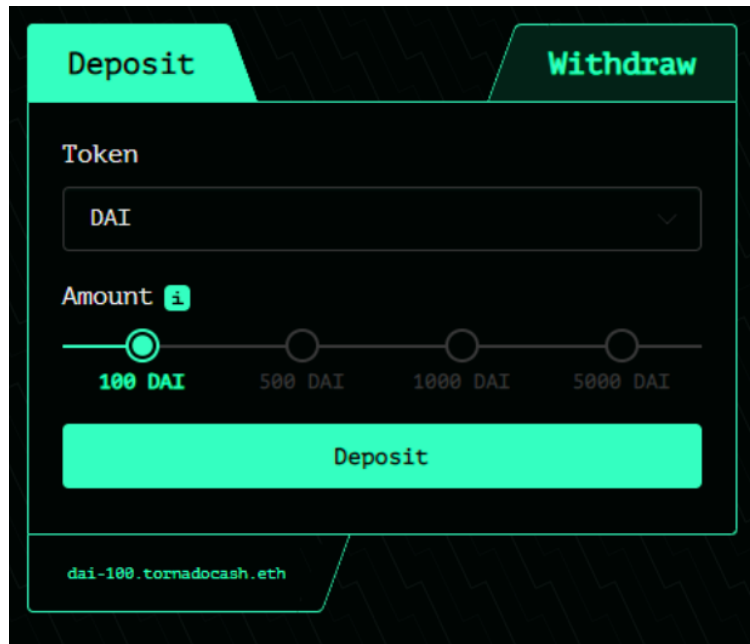 Deposit
Withdraw
Token
DAI
Amount i
100 DAI 500 DAI 1000 DAI 5000 DAI
Deposit
dai-100.tornadocash.eth